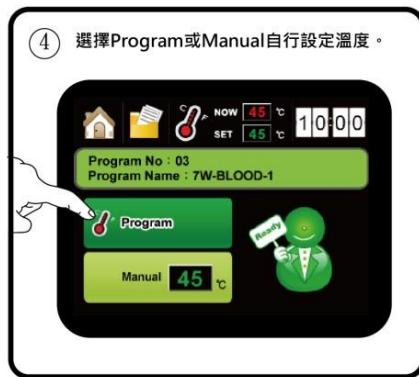 ④ 選擇Program或Manual自行設定溫度。
°C °F NOW 45 °C
SET 45 °C
10:00
Program No：03
Program Name：7W-BLOOD-1
Program
Ready
Manual 45 °C